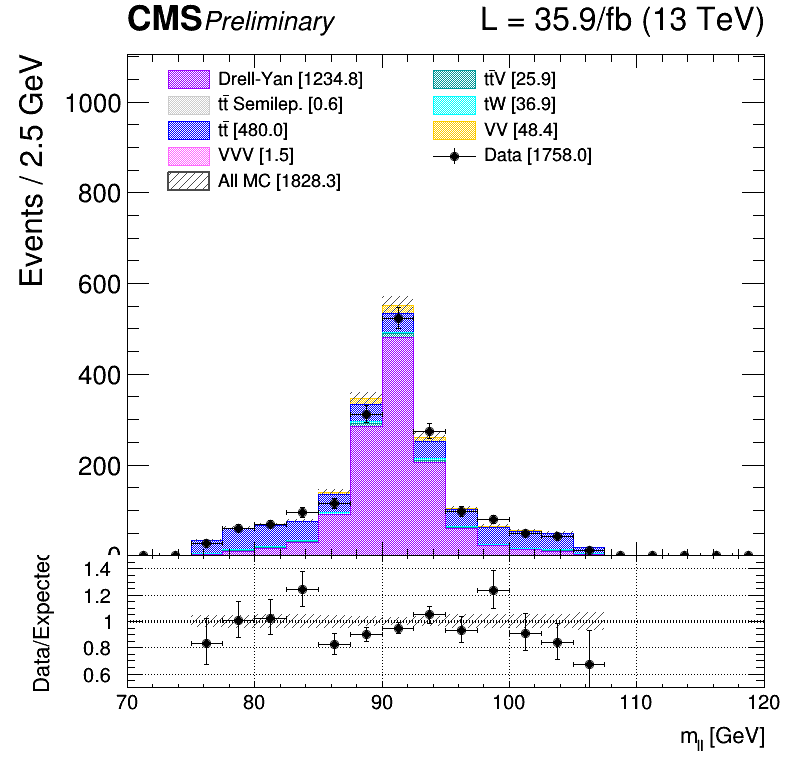 CMS Preliminary L = 35.9/fb (13 TeV)
Events / 2.5 GeV
1000
800
600
400
200
0
Drell-Yan [1234.8]
tt̄ Semilep. [0.6]
tt̄ [480.0]
VVV [1.5]
All MC [1828.3]
tt̄V [25.9]
tW [36.9]
VV [48.4]
Data [1758.0]
Data/Expected
1.4
1.2
1
0.8
0.6
70 80 90 100 110 120
m_ll [GeV]